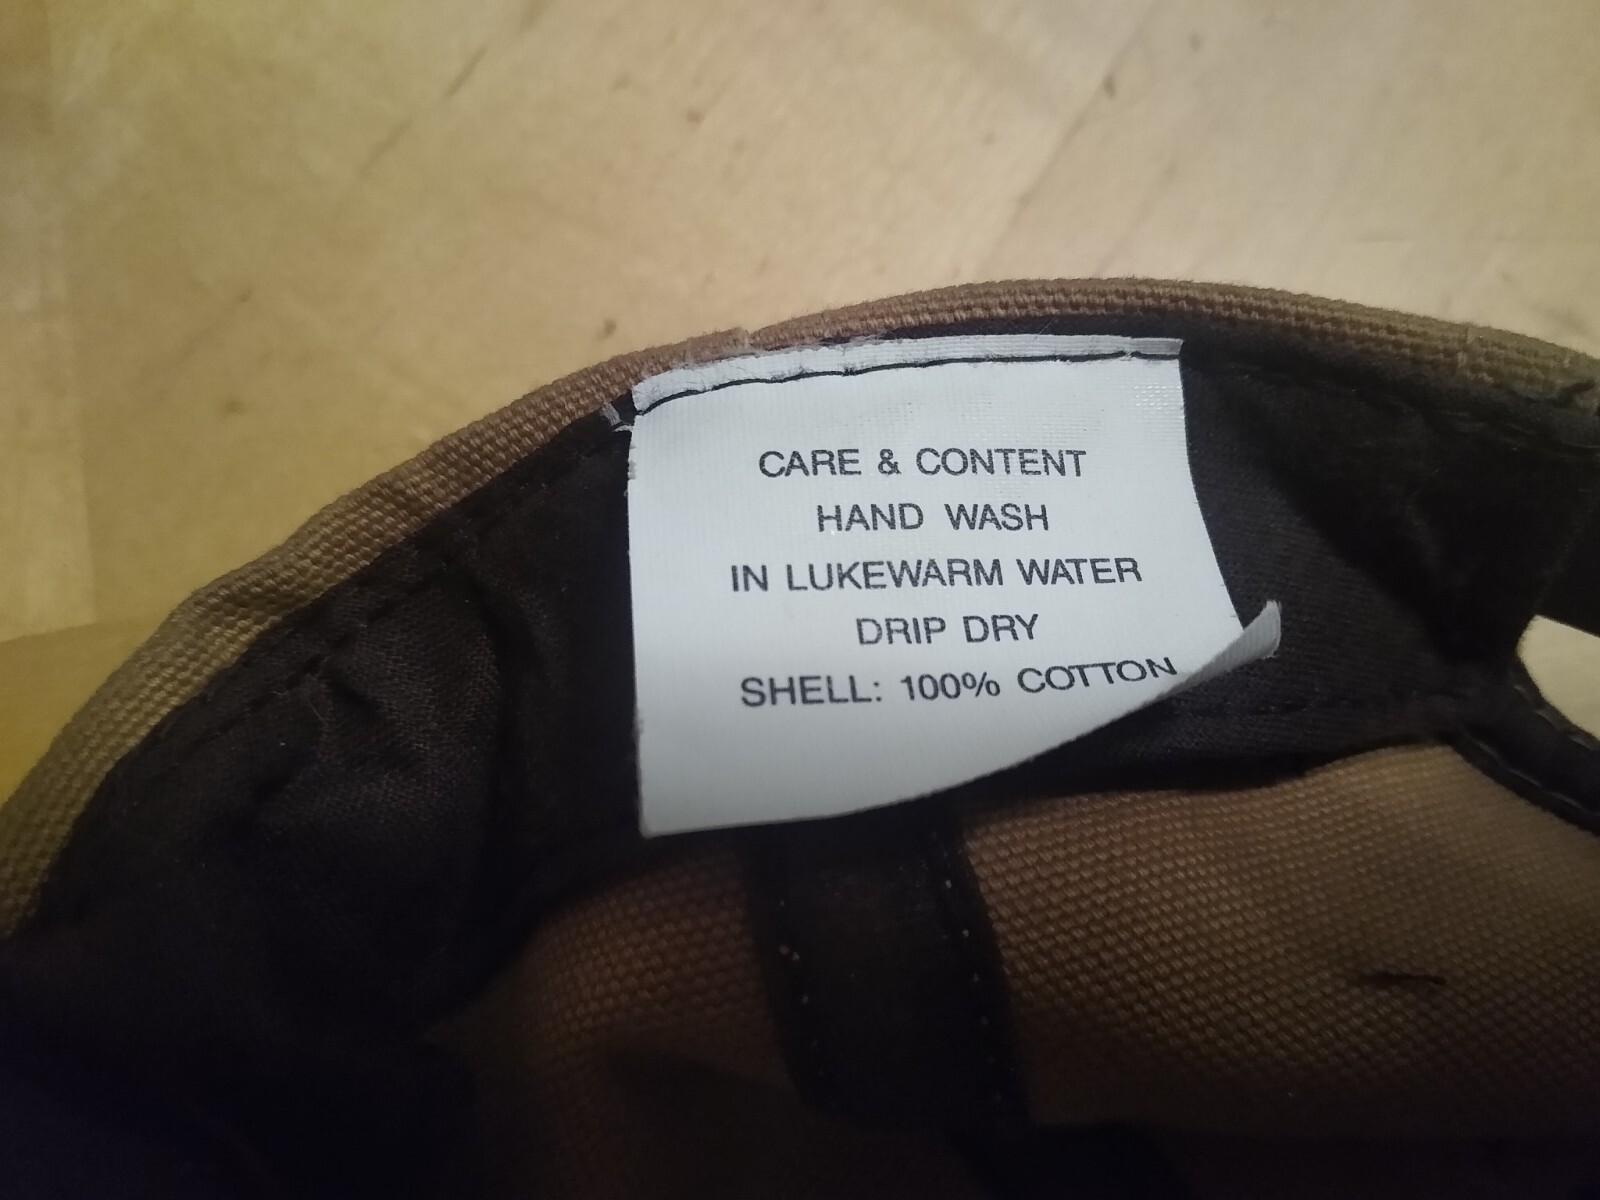 CARE & CONTENT
HAND WASH
IN LUKEWARM WATER
DRIP DRY
SHELL: 100% COTTON